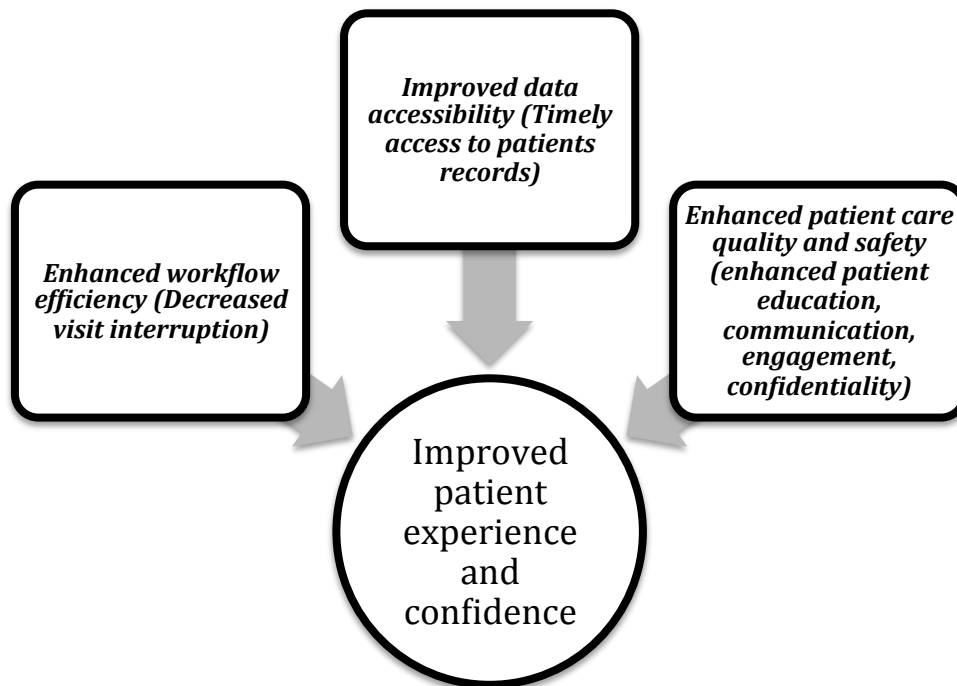 Improved data
accessibility (Timely
access to patients
records)
Enhanced workflow
efficiency (Decreased
visit interruption)
Enhanced patient care
quality and safety
(enhanced patient
education,
communication,
engagement,
confidentiality)
Improved
patient
experience
and
confidence